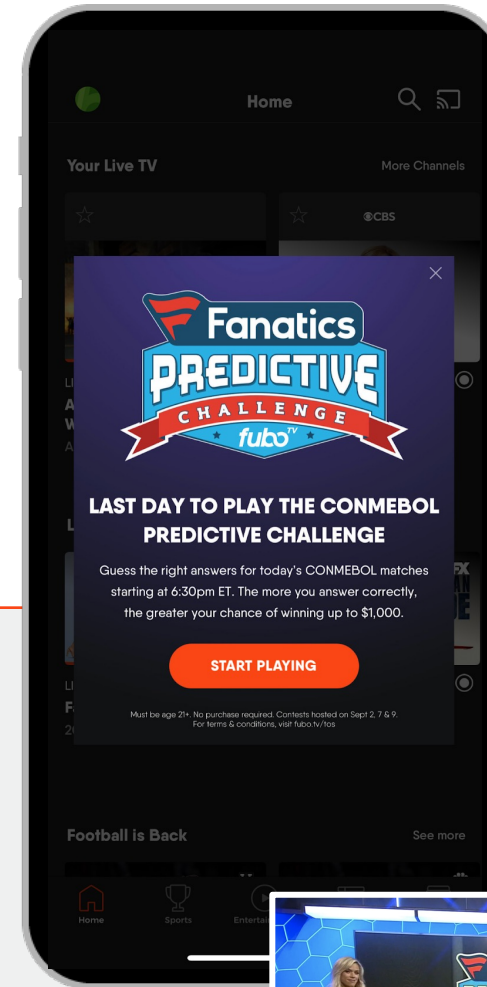 Home
Your Live TV
More Channels
CBS
Fanatics
PREDICTIVE
CHALLENGE
fuboTV
LAST DAY TO PLAY THE CONMEBOL
PREDICTIVE CHALLENGE
Guess the right answers for today's CONMEBOL matches
starting at 6:30pm ET. The more you answer correctly,
the greater your chance of winning up to $1,000.
START PLAYING
Must be age 21+. No purchase required. Contests hosted on Sept 2, 7 & 9.
For terms & conditions, visit fubo.tv/tos
Football is Back
See more
Home
Sports